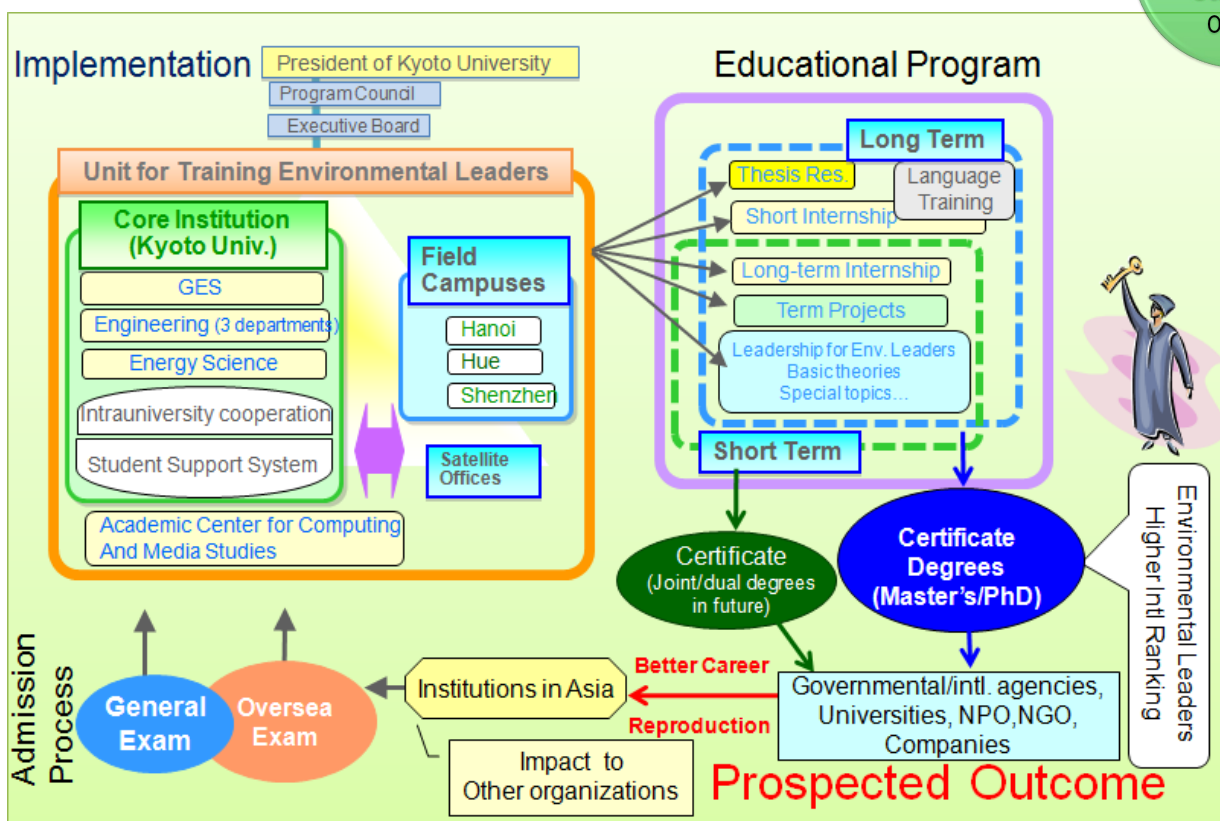 Implementation
President of Kyoto University
Program Council
Executive Board
Unit for Training Environmental Leaders
Core Institution
(Kyoto Univ.)
GES
Engineering (3 departments)
Energy Science
Intrauniversity cooperation
Student Support System
Academic Center for Computing
And Media Studies
Field
Campuses
Hanoi
Hue
Shenzhen
Satellite
Offices
Educational Program
Long Term
Thesis Res.
Language
Training
Short Internship
Long-term Internship
Term Projects
Leadership for Env. Leaders
Basic theories
Special topics...
Short Term
Certificate
(Joint/dual degrees
in future)
Certificate
Degrees
(Master's/PhD)
Environmental Leaders
Higher Intl Ranking
Admission
Process
General
Exam
Oversea
Exam
Institutions in Asia
Impact to
Other organizations
Better Career
Reproduction
Governmental/intl. agencies,
Universities, NPO,NGO,
Companies
Prospected Outcome